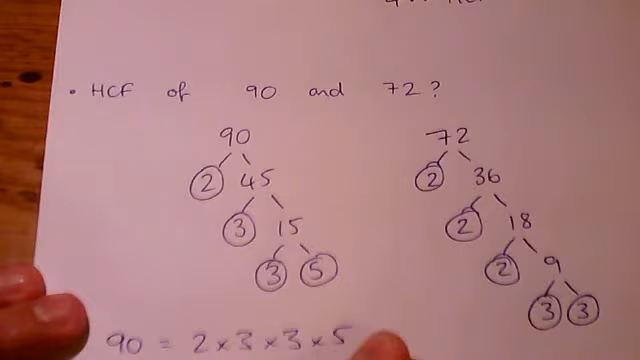 • HCF of 90 and 72?
90 72
2 45 2 36
3 15 2 18
3 5 2 9
3 3
90 = 2 × 3 × 3 × 5